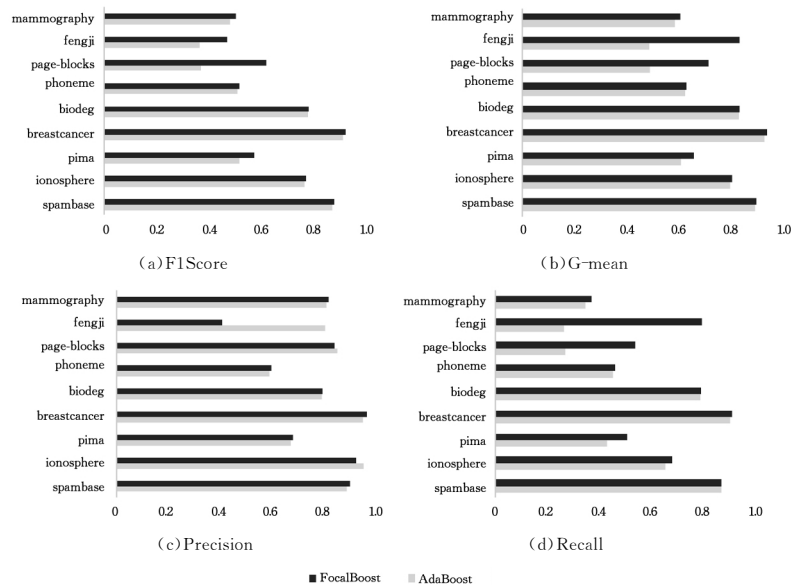 mammography
fengji
page-blocks
phoneme
biodeg
breastcancer
pima
ionosphere
spambase
0 0.2 0.4 0.6 0.8 1.0
(a)F1Score
mammography
fengji
page-blocks
phoneme
biodeg
breastcancer
pima
ionosphere
spambase
0 0.2 0.4 0.6 0.8 1.0
(b)G-mean
mammography
fengji
page-blocks
phoneme
biodeg
breastcancer
pima
ionosphere
spambase
0 0.2 0.4 0.6 0.8 1.0
(c)Precision
mammography
fengji
page-blocks
phoneme
biodeg
breastcancer
pima
ionosphere
spambase
0 0.2 0.4 0.6 0.8 1.0
(d)Recall
FocalBoost AdaBoost